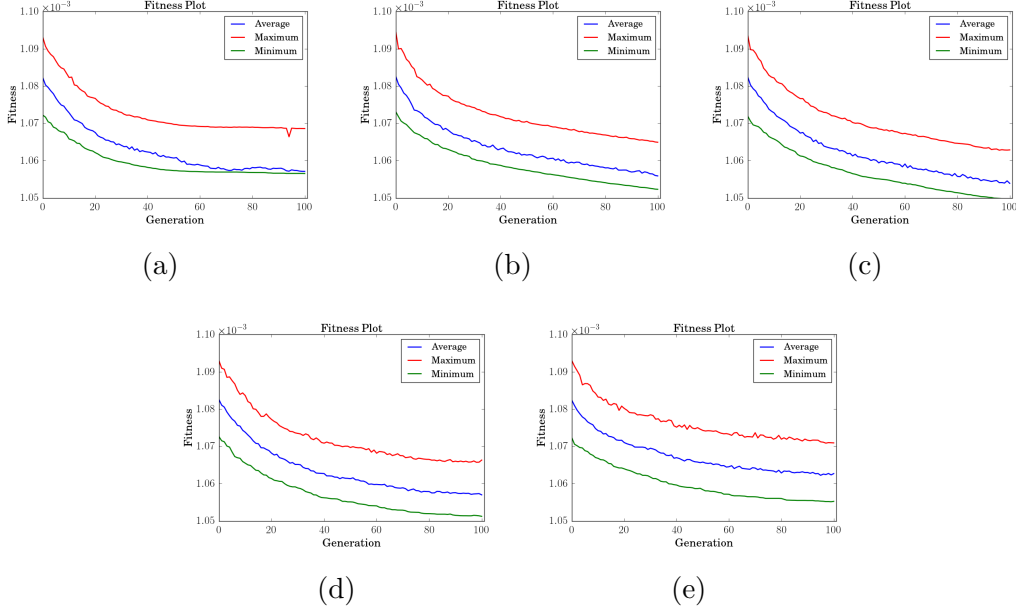 ×10⁻³ Fitness Plot
1.10
1.09
1.08
1.07
1.06
1.05
Fitness
Average
Maximum
Minimum
0 20 40 60 80 100
Generation
(a)
×10⁻³ Fitness Plot
1.10
1.09
1.08
1.07
1.06
1.05
Fitness
Average
Maximum
Minimum
0 20 40 60 80 100
Generation
(b)
×10⁻³ Fitness Plot
1.10
1.09
1.08
1.07
1.06
1.05
Fitness
Average
Maximum
Minimum
0 20 40 60 80 100
Generation
(c)
×10⁻³ Fitness Plot
1.10
1.09
1.08
1.07
1.06
1.05
Fitness
Average
Maximum
Minimum
0 20 40 60 80 100
Generation
(d)
×10⁻³ Fitness Plot
1.10
1.09
1.08
1.07
1.06
1.05
Fitness
Average
Maximum
Minimum
0 20 40 60 80 100
Generation
(e)